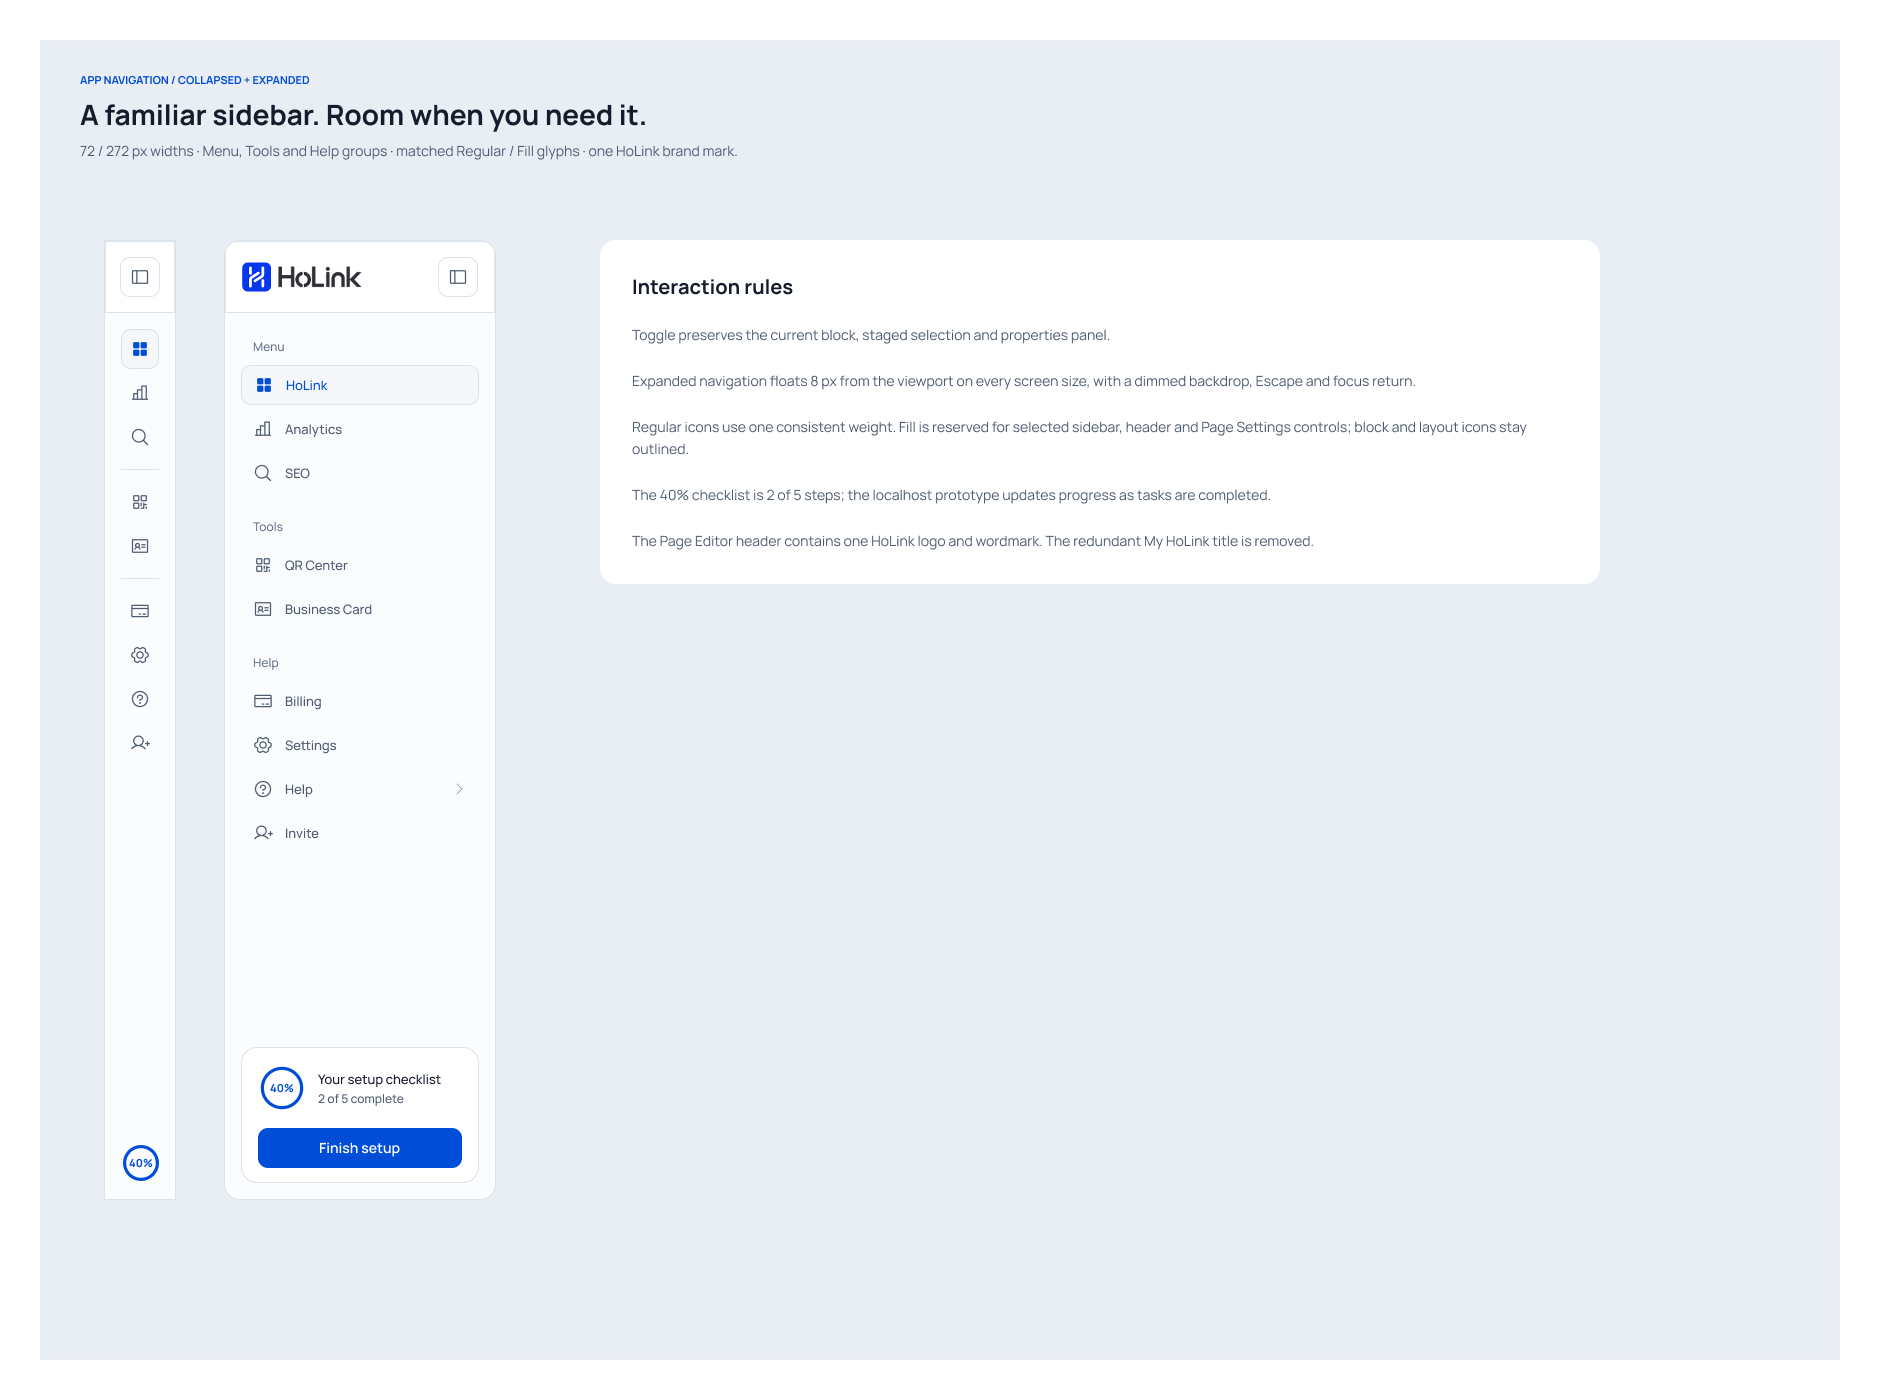 APP NAVIGATION / COLLAPSED + EXPANDED
A familiar sidebar. Room when you need it.
72 / 272 px widths · Menu, Tools and Help groups · matched Regular / Fill glyphs · one HoLink brand mark.
40%
HoLink
Menu
HoLink
Analytics
SEO
Tools
QR Center
Business Card
Help
Billing
Settings
Help
Invite
40%
Your setup checklist
2 of 5 complete
Finish setup
Interaction rules
Toggle preserves the current block, staged selection and properties panel.
Expanded navigation floats 8 px from the viewport on every screen size, with a dimmed backdrop, Escape and focus return.
Regular icons use one consistent weight. Fill is reserved for selected sidebar, header and Page Settings controls; block and layout icons stay
outlined.
The 40% checklist is 2 of 5 steps; the localhost prototype updates progress as tasks are completed.
The Page Editor header contains one HoLink logo and wordmark. The redundant My HoLink title is removed.